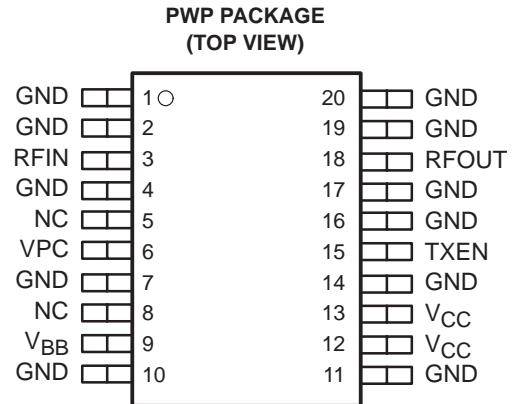 PWP PACKAGE
(TOP VIEW)
GND 1 20 GND
GND 2 19 GND
RFIN 3 18 RFOUT
GND 4 17 GND
NC 5 16 GND
VPC 6 15 TXEN
GND 7 14 GND
NC 8 13 VCC
VBB 9 12 VCC
GND 10 11 GND